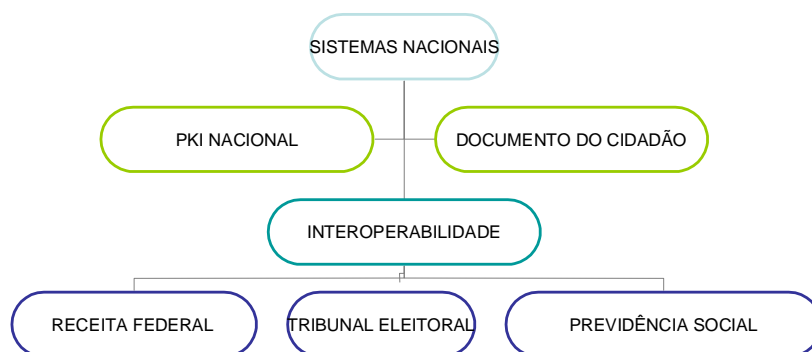 SISTEMAS NACIONAIS
PKI NACIONAL
DOCUMENTO DO CIDADÃO
INTEROPERABILIDADE
RECEITA FEDERAL
TRIBUNAL ELEITORAL
PREVIDÊNCIA SOCIAL